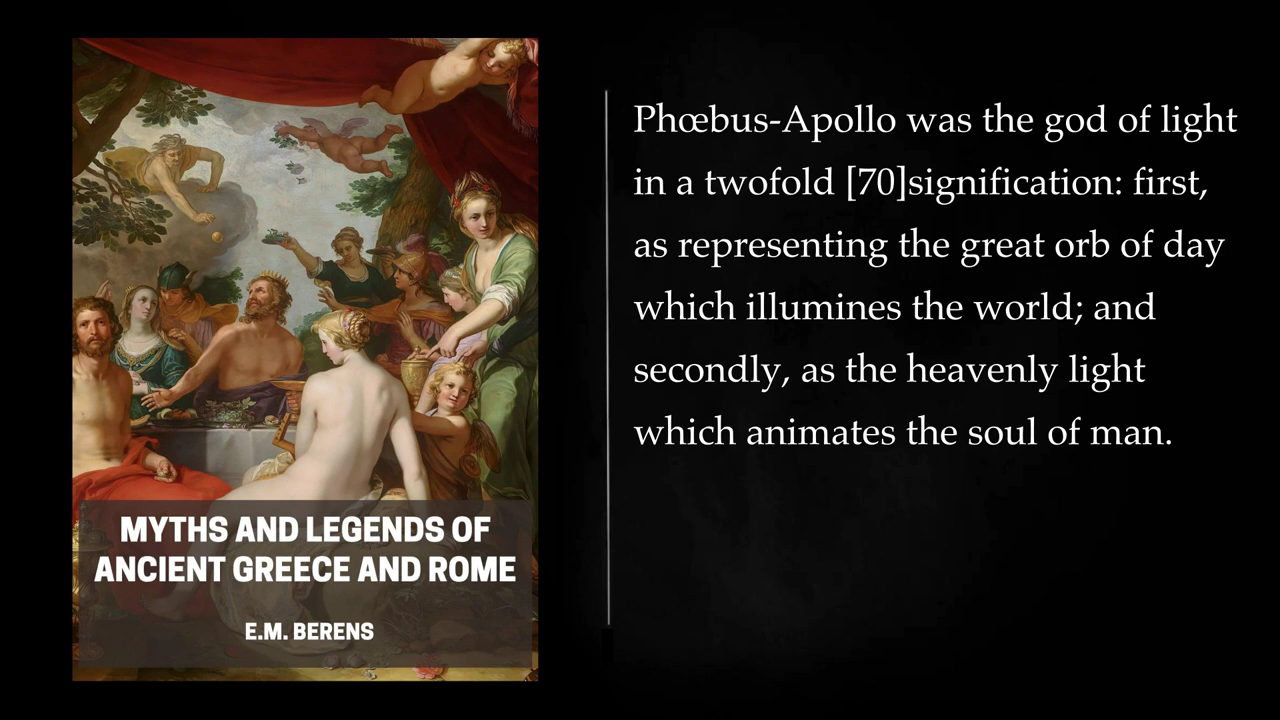 MYTHS AND LEGENDS OF
ANCIENT GREECE AND ROME
E.M. BERENS
Phœbus-Apollo was the god of light
in a twofold [70]signification: first,
as representing the great orb of day
which illumines the world; and
secondly, as the heavenly light
which animates the soul of man.